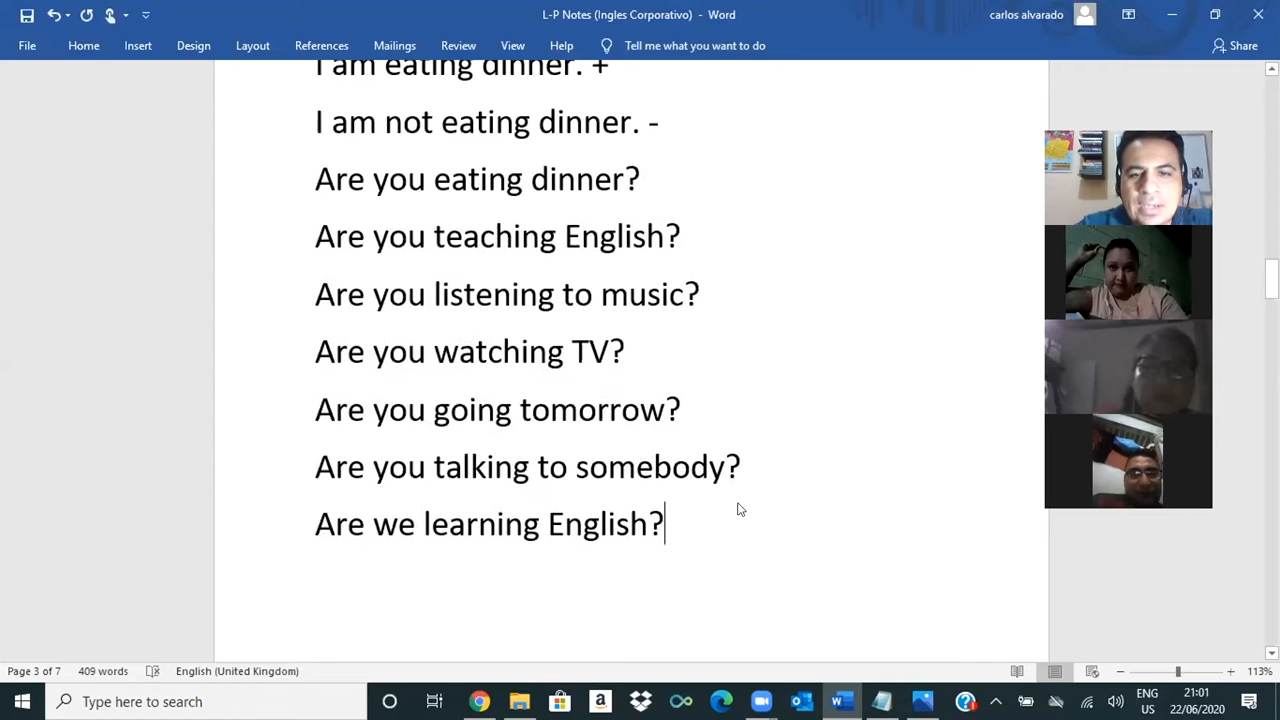 L-P Notes (Ingles Corporativo) - Word
carlos alvarado
File Home Insert Design Layout References Mailings Review View Help Tell me what you want to do Share
I am eating dinner. +
I am not eating dinner. -
Are you eating dinner?
Are you teaching English?
Are you listening to music?
Are you watching TV?
Are you going tomorrow?
Are you talking to somebody?
Are we learning English?
Page 3 of 7 409 words English (United Kingdom) 113%
Type here to search
ENG 21:01
US 22/06/2020